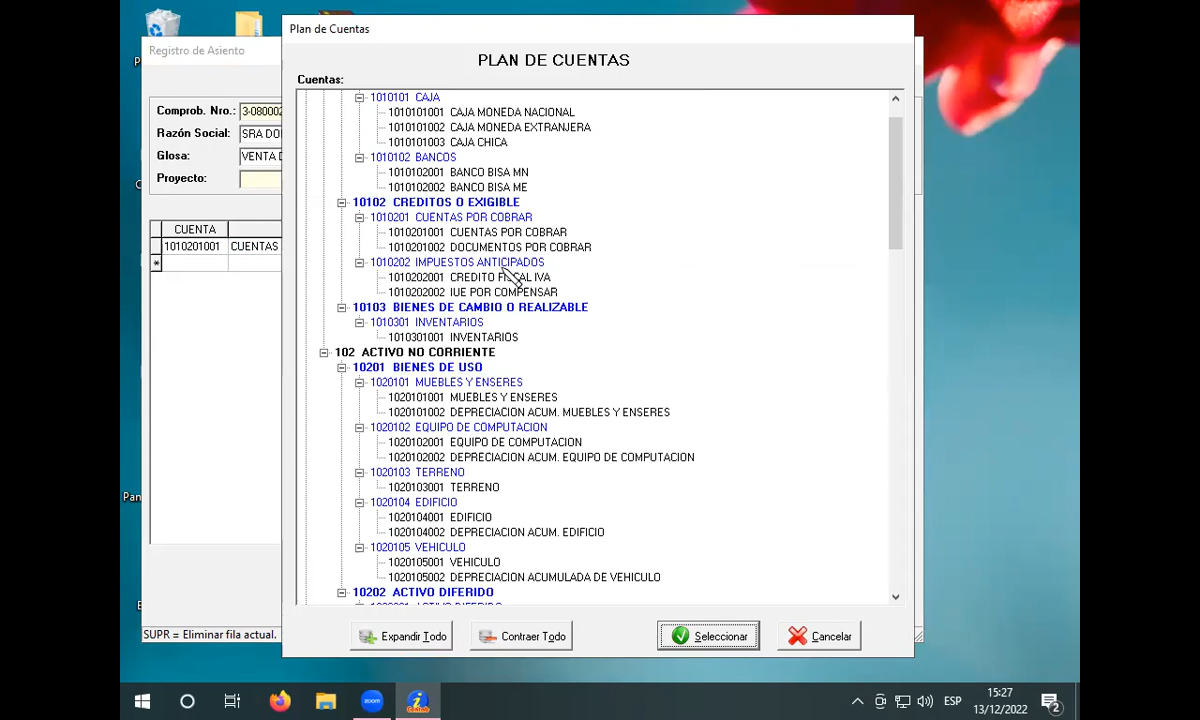 Plan de Cuentas
Registro de Asiento
PLAN DE CUENTAS
Cuentas:
Comprob. Nro.: 3-080002
Razón Social: SRA DO
Glosa: VENTA D
Proyecto:
CUENTA
1010201001 CUENTAS
*
1010101 CAJA
1010101001 CAJA MONEDA NACIONAL
1010101002 CAJA MONEDA EXTRANJERA
1010101003 CAJA CHICA
1010102 BANCOS
1010102001 BANCO BISA MN
1010102002 BANCO BISA ME
10102 CREDITOS O EXIGIBLE
1010201 CUENTAS POR COBRAR
1010201001 CUENTAS POR COBRAR
1010201002 DOCUMENTOS POR COBRAR
1010202 IMPUESTOS ANTICIPADOS
1010202001 CREDITO FISCAL IVA
1010202002 IUE POR COMPENSAR
10103 BIENES DE CAMBIO O REALIZABLE
1010301 INVENTARIOS
1010301001 INVENTARIOS
102 ACTIVO NO CORRIENTE
10201 BIENES DE USO
1020101 MUEBLES Y ENSERES
1020101001 MUEBLES Y ENSERES
1020101002 DEPRECIACION ACUM. MUEBLES Y ENSERES
1020102 EQUIPO DE COMPUTACION
1020102001 EQUIPO DE COMPUTACION
1020102002 DEPRECIACION ACUM. EQUIPO DE COMPUTACION
1020103 TERRENO
1020103001 TERRENO
1020104 EDIFICIO
1020104001 EDIFICIO
1020104002 DEPRECIACION ACUM. EDIFICIO
1020105 VEHICULO
1020105001 VEHICULO
1020105002 DEPRECIACION ACUMULADA DE VEHICULO
10202 ACTIVO DIFERIDO
Pan
SUPR = Eliminar fila actual.
Expandir Todo
Contraer Todo
Seleccionar
Cancelar
zoom
Contab
ESP
15:27
13/12/2022
2